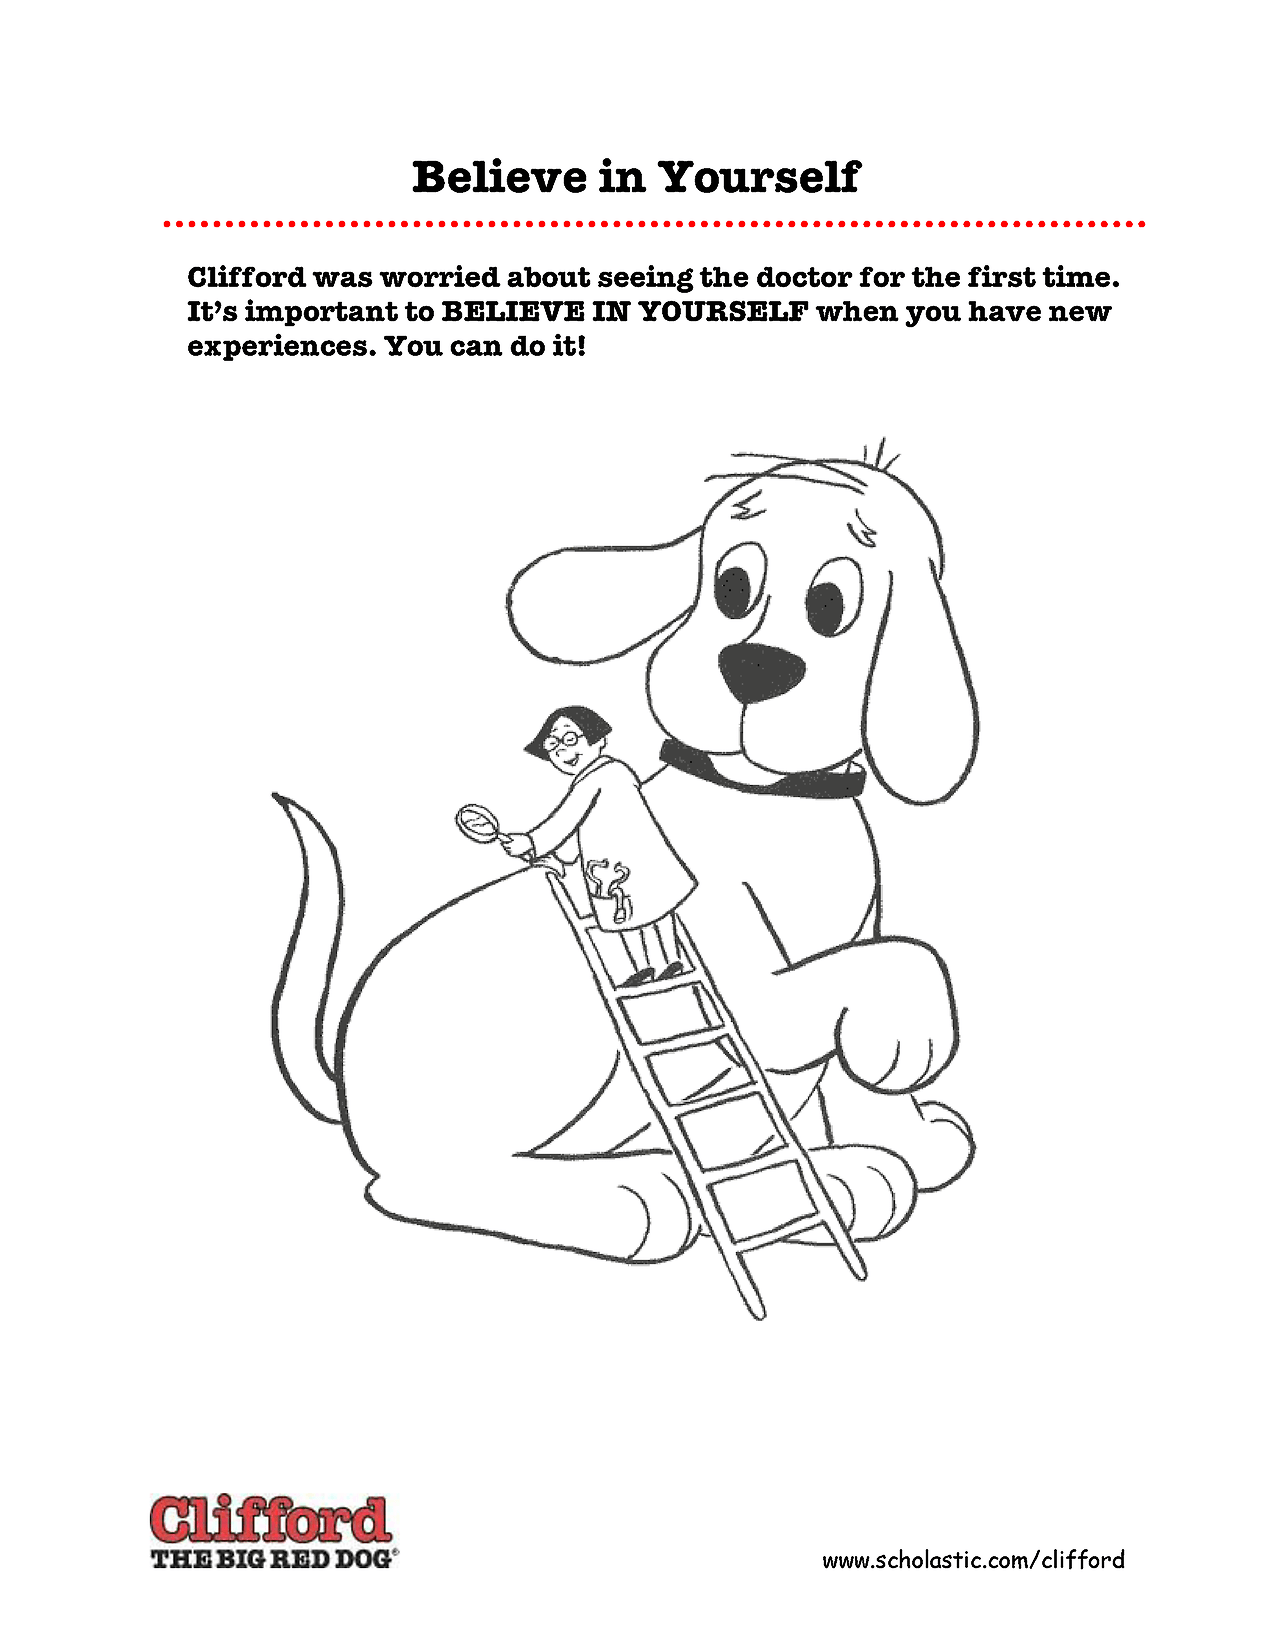 Believe in Yourself
Clifford was worried about seeing the doctor for the first time.
It’s important to BELIEVE IN YOURSELF when you have new
experiences. You can do it!
Clifford
THE BIG RED DOG®
www.scholastic.com/clifford